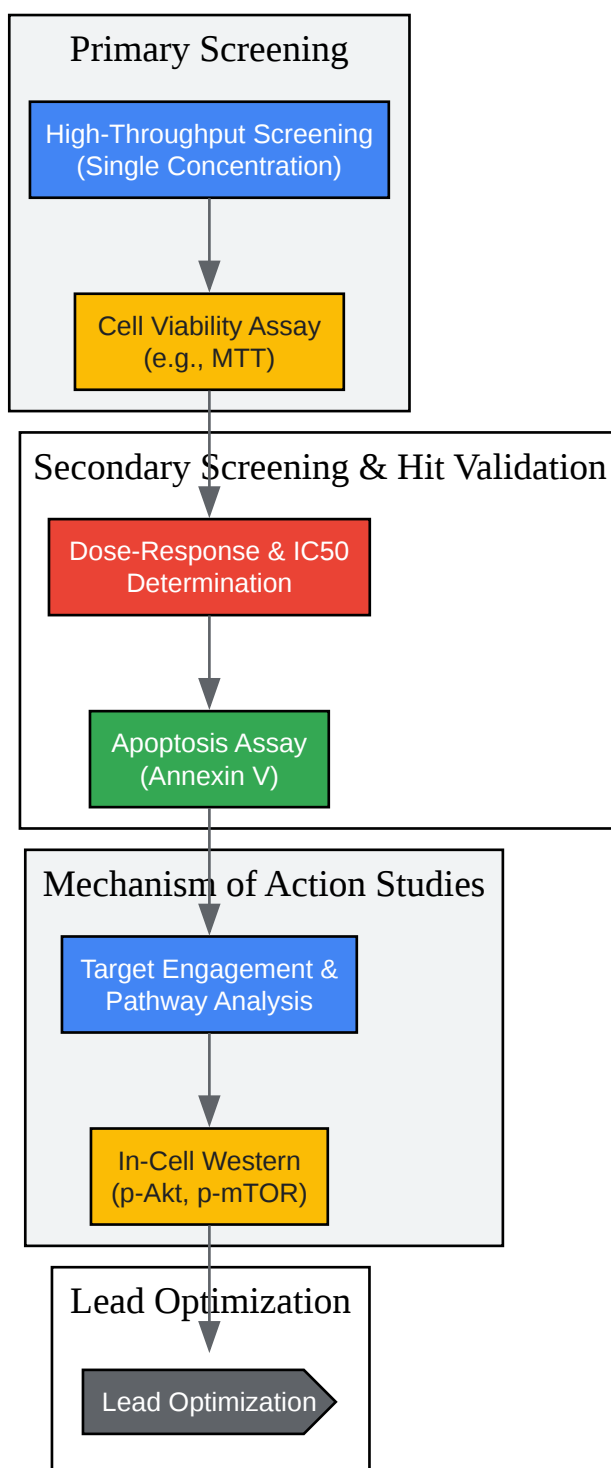 Primary Screening
High-Throughput Screening
(Single Concentration)
Cell Viability Assay
(e.g., MTT)
Secondary Screening & Hit Validation
Dose-Response & IC50
Determination
Apoptosis Assay
(Annexin V)
Mechanism of Action Studies
Target Engagement &
Pathway Analysis
In-Cell Western
(p-Akt, p-mTOR)
Lead Optimization
Lead Optimization